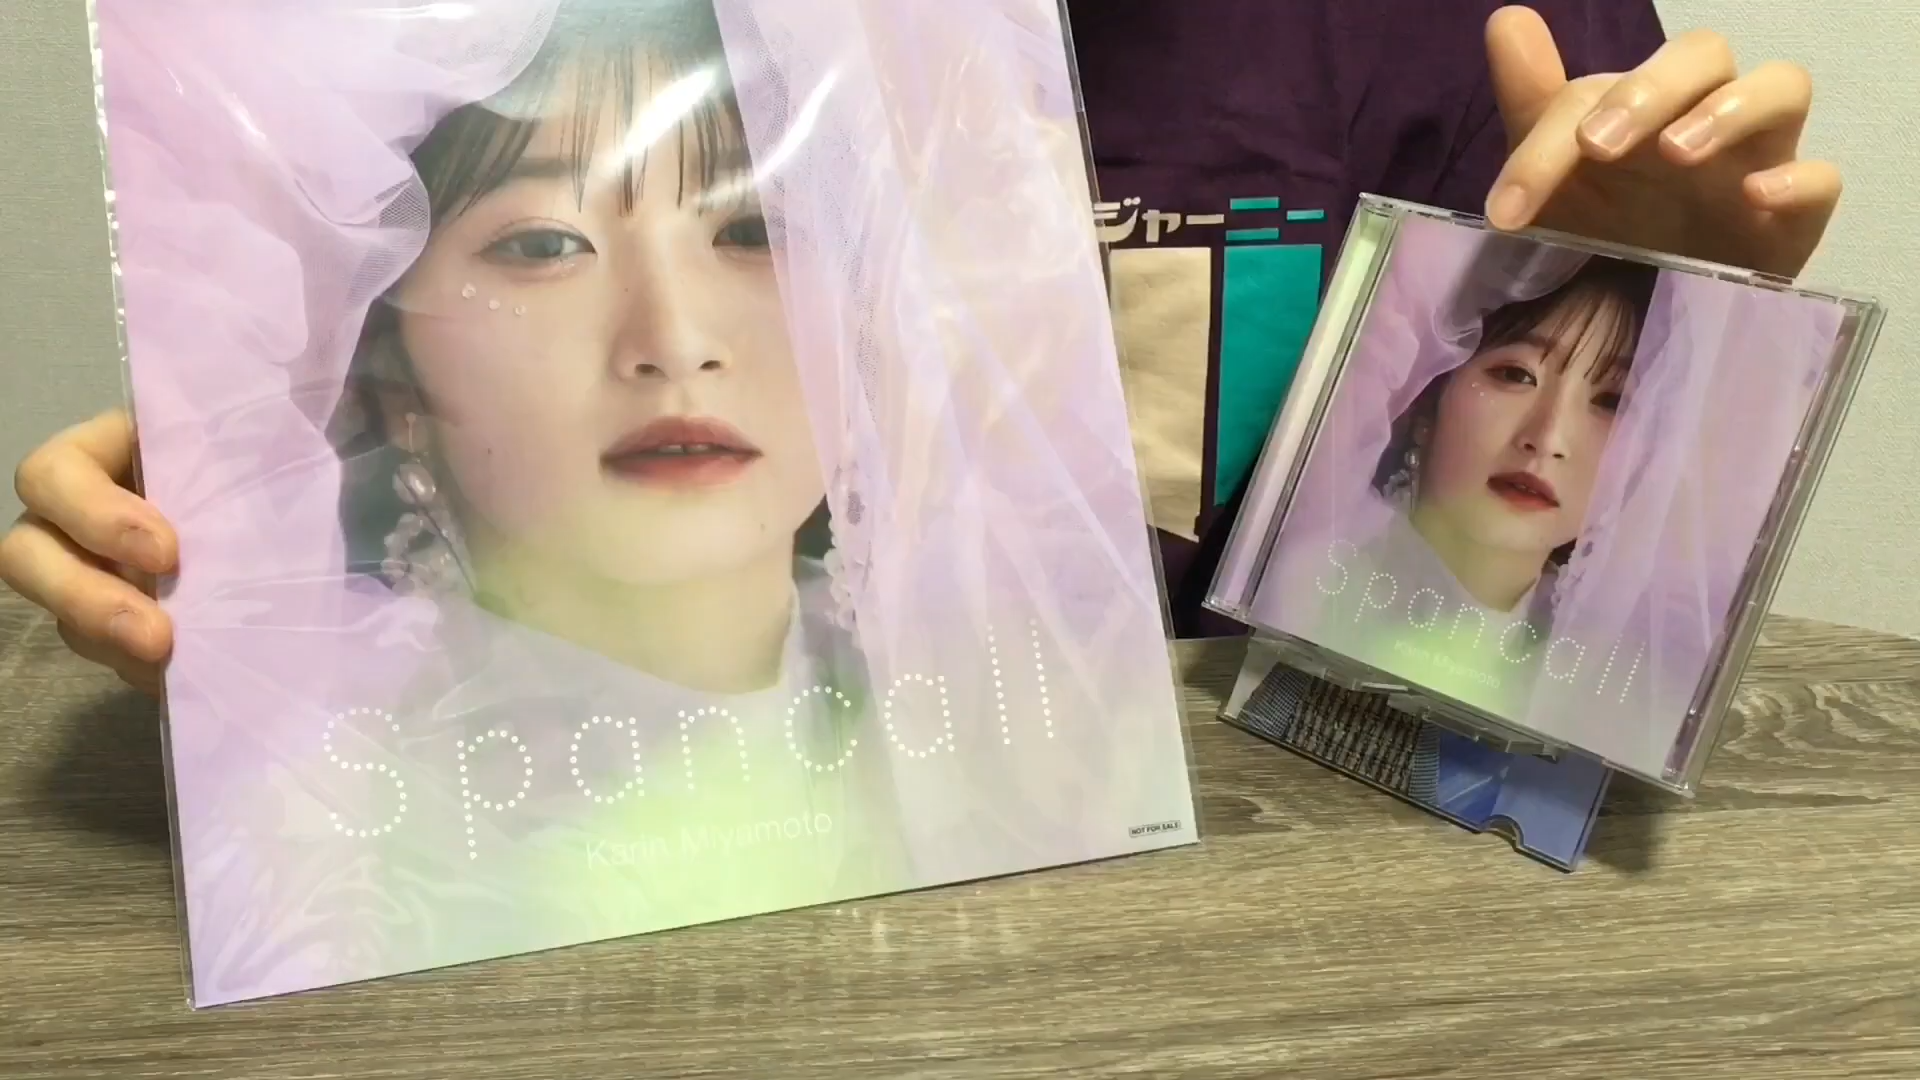 Spancall
Karin Miyamoto
NOT FOR SALE
ジャーニー
Spancall
Karin Miyamoto